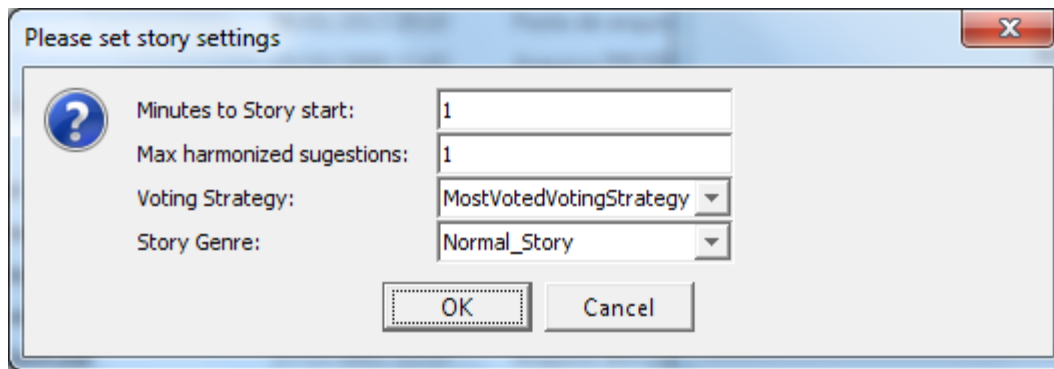 Please set story settings
Minutes to Story start: 1
Max harmonized sugestions: 1
Voting Strategy: MostVotedVotingStrategy
Story Genre: Normal_Story
OK Cancel